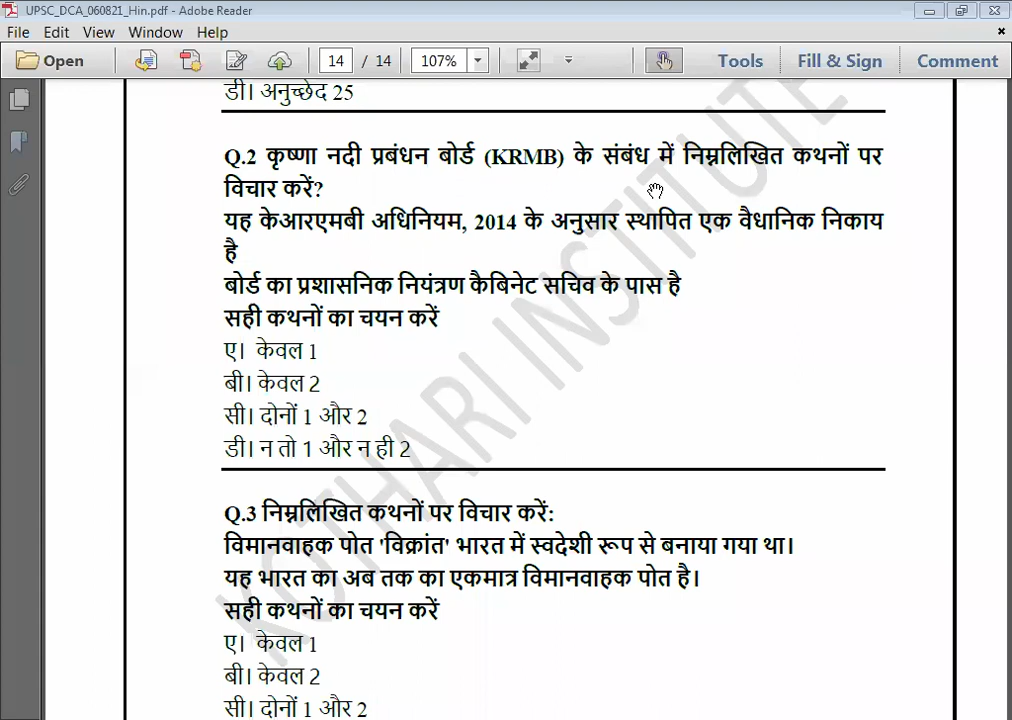 UPSC_DCA_060821_Hin.pdf - Adobe Reader
File Edit View Window Help
Open 14 / 14 107% Tools Fill & Sign Comment
डी। अनुच्छेद 25
Q.2 कृष्णा नदी प्रबंधन बोर्ड (KRMB) के संबंध में निम्नलिखित कथनों पर
विचार करें?
यह केआरएमबी अधिनियम, 2014 के अनुसार स्थापित एक वैधानिक निकाय
है
बोर्ड का प्रशासनिक नियंत्रण कैबिनेट सचिव के पास है
सही कथनों का चयन करें
ए। केवल 1
बी। केवल 2
सी। दोनों 1 और 2
डी। न तो 1 और न ही 2
Q.3 निम्नलिखित कथनों पर विचार करें:
विमानवाहक पोत 'विक्रांत' भारत में स्वदेशी रूप से बनाया गया था।
यह भारत का अब तक का एकमात्र विमानवाहक पोत है।
सही कथनों का चयन करें
ए। केवल 1
बी। केवल 2
सी। दोनों 1 और 2
KOTHARI INSTITUTE